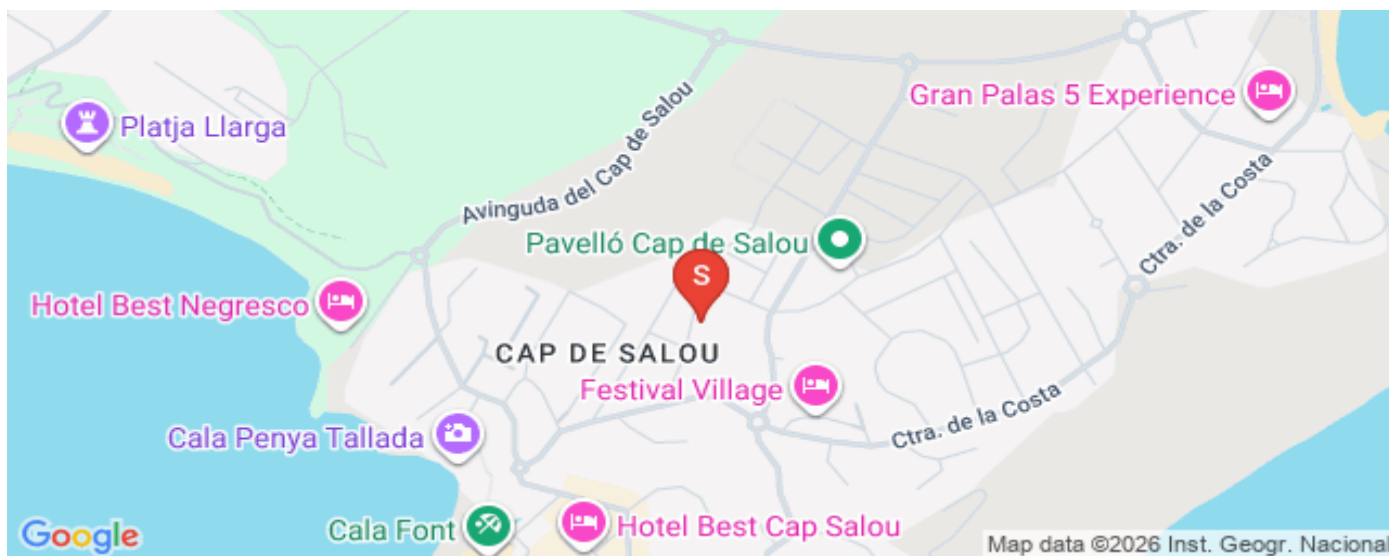 Gran Palas 5 Experience
Platja Llarga
Avinguda del Cap de Salou
Ctra. de la Costa
Pavelló Cap de Salou
S
Hotel Best Negresco
CAP DE SALOU
Festival Village
Ctra. de la Costa
Cala Penya Tallada
Cala Font
Hotel Best Cap Salou
Google
Map data ©2026 Inst. Geogr. Nacional